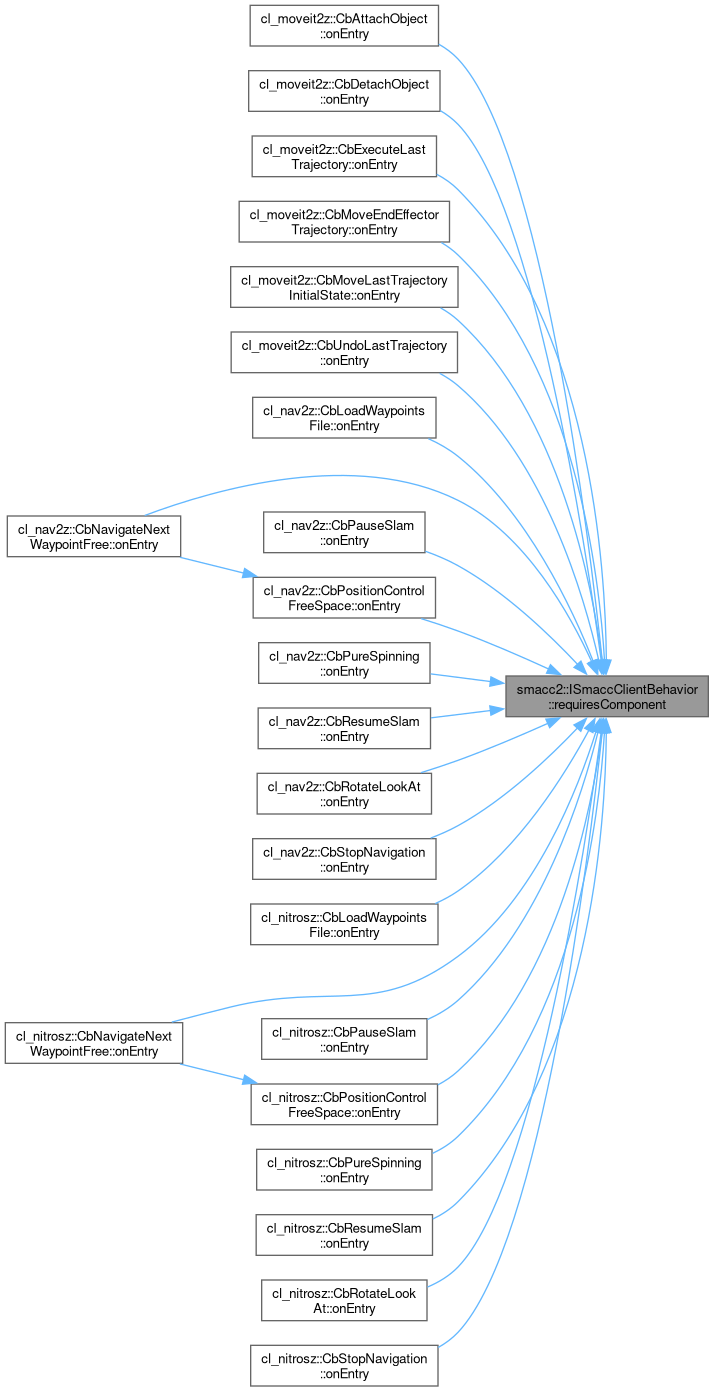 cl_moveit2z::CbAttachObject
::onEntry
cl_moveit2z::CbDetachObject
::onEntry
cl_moveit2z::CbExecuteLast
Trajectory::onEntry
cl_moveit2z::CbMoveEndEffector
Trajectory::onEntry
cl_moveit2z::CbMoveLastTrajectory
InitialState::onEntry
cl_moveit2z::CbUndoLastTrajectory
::onEntry
cl_nav2z::CbLoadWaypoints
File::onEntry
cl_nav2z::CbNavigateNext
WaypointFree::onEntry
cl_nav2z::CbPauseSlam
::onEntry
cl_nav2z::CbPositionControl
FreeSpace::onEntry
cl_nav2z::CbPureSpinning
::onEntry
smacc2::ISmaccClientBehavior
::requiresComponent
cl_nav2z::CbResumeSlam
::onEntry
cl_nav2z::CbRotateLookAt
::onEntry
cl_nav2z::CbStopNavigation
::onEntry
cl_nitrosz::CbLoadWaypoints
File::onEntry
cl_nitrosz::CbNavigateNext
WaypointFree::onEntry
cl_nitrosz::CbPauseSlam
::onEntry
cl_nitrosz::CbPositionControl
FreeSpace::onEntry
cl_nitrosz::CbPureSpinning
::onEntry
cl_nitrosz::CbResumeSlam
::onEntry
cl_nitrosz::CbRotateLook
At::onEntry
cl_nitrosz::CbStopNavigation
::onEntry